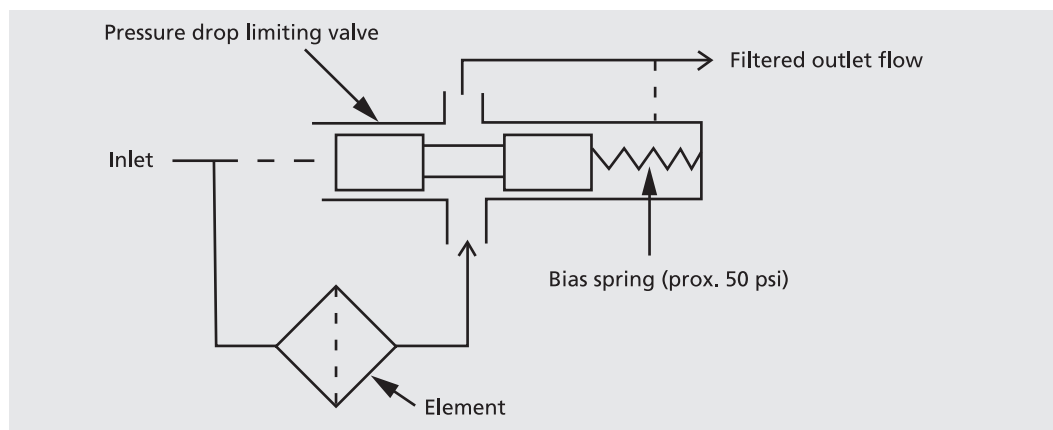 Pressure drop limiting valve
Filtered outlet flow
Inlet
Bias spring (prox. 50 psi)
Element